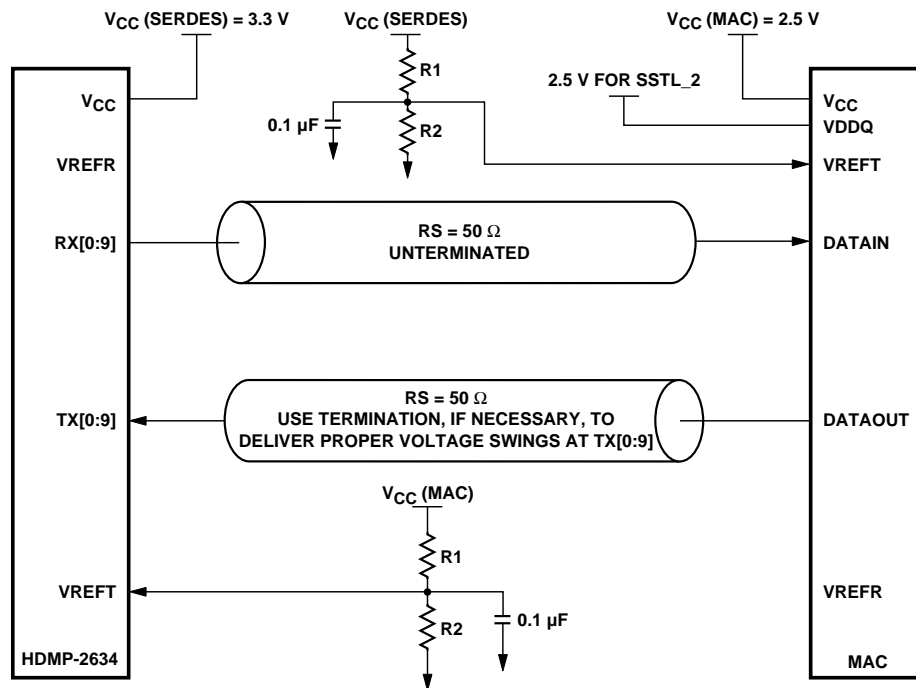 VCC (SERDES) = 3.3 V
VCC (SERDES)
VCC (MAC) = 2.5 V
R1
2.5 V FOR SSTL_2
VCC
0.1 µF
R2
VCC
VDDQ
VREFR
VREFT
RX[0:9]
RS = 50 Ω
UNTERMINATED
DATAIN
TX[0:9]
RS = 50 Ω
USE TERMINATION, IF NECESSARY, TO
DELIVER PROPER VOLTAGE SWINGS AT TX[0:9]
DATAOUT
VCC (MAC)
R1
VREFT
R2
0.1 µF
VREFR
HDMP-2634
MAC